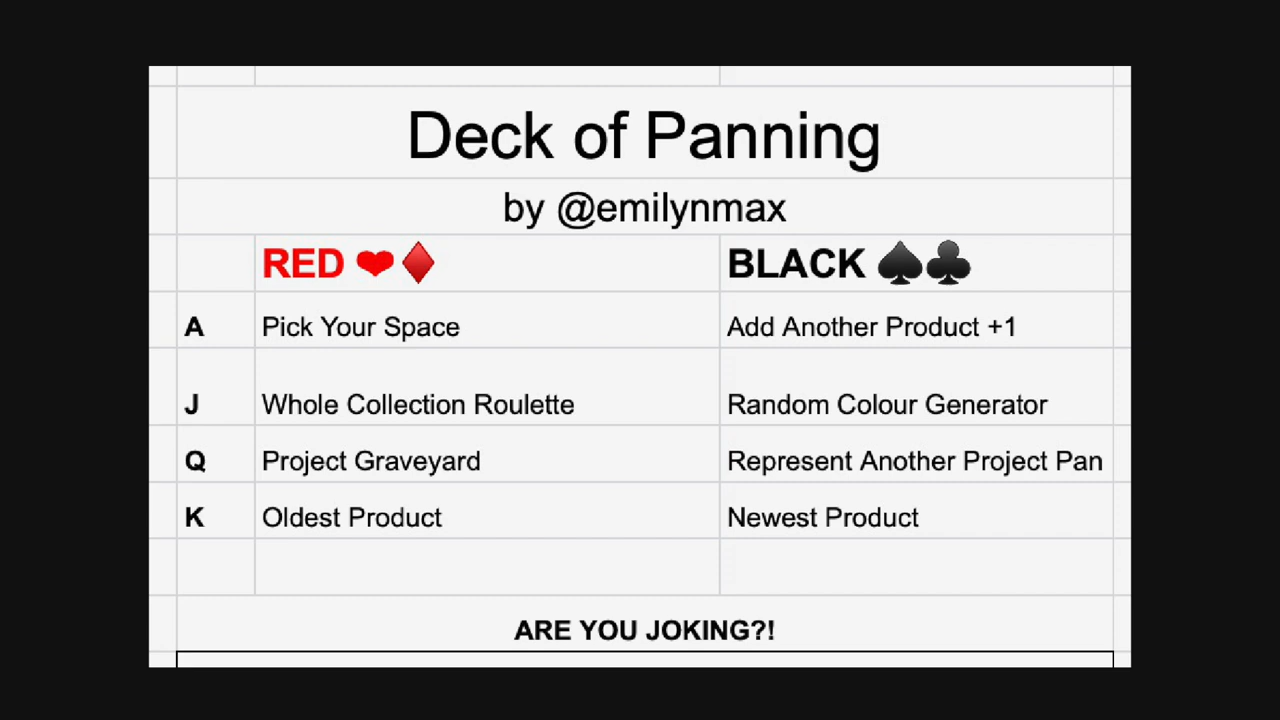 Deck of Panning
by @emilynmax
RED ❤️♦️ BLACK ♠️♣️
A Pick Your Space Add Another Product +1
J Whole Collection Roulette Random Colour Generator
Q Project Graveyard Represent Another Project Pan
K Oldest Product Newest Product
ARE YOU JOKING?!